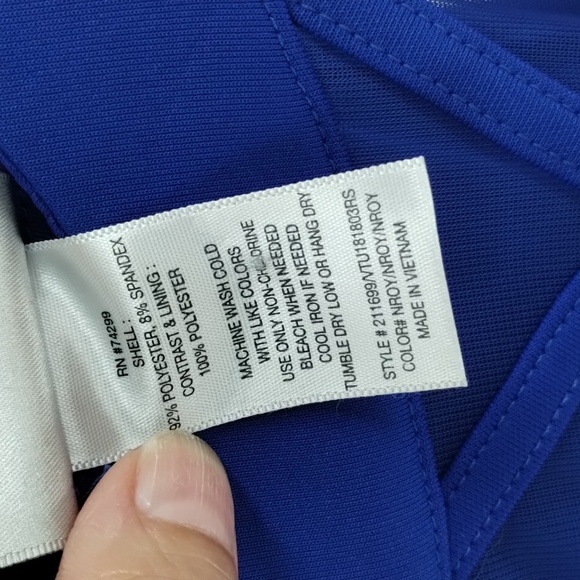 RN #74299
SHELL :
92% POLYESTER, 8% SPANDEX
CONTRAST & LINING :
100% POLYESTER
MACHINE WASH COLD
WITH LIKE COLORS
USE ONLY NON-CHLORINE
BLEACH WHEN NEEDED
COOL IRON IF NEEDED
TUMBLE DRY LOW OR HANG DRY
STYLE # 211699/VTU181803RS
COLOR# NROY/NROY/NROY
MADE IN VIETNAM